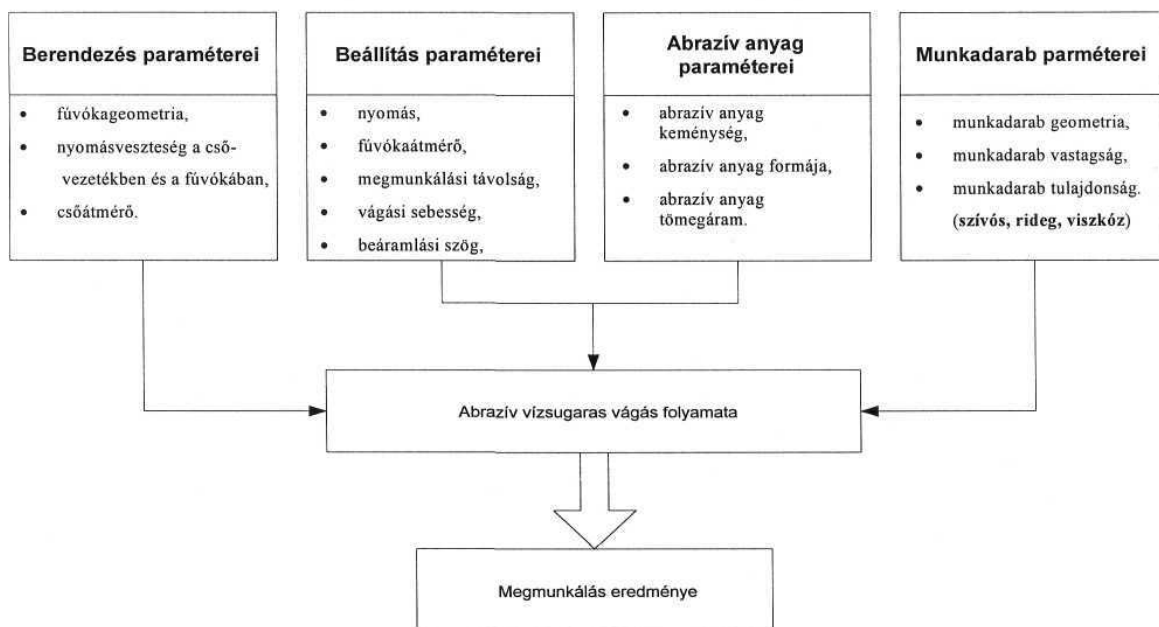 Berendezés paraméterei
• fúvókageometria,
• nyomásveszteség a cső-
vezetékben és a fúvókában,
• csőátmérő.
Beállítás paraméterei
• nyomás,
• fúvókaátmérő,
• megmunkálási távolság,
• vágási sebesség,
• beáramlási szög,
Abrazív anyag
paraméterei
• abrazív anyag
keménység,
• abrazív anyag formája,
• abrazív anyag
tömegáram.
Munkadarab parméterei
• munkadarab geometria,
• munkadarab vastagság,
• munkadarab tulajdonság.
(szívós, rideg, viszkóz)
Abrazív vízsugaras vágás folyamata
Megmunkálás eredménye